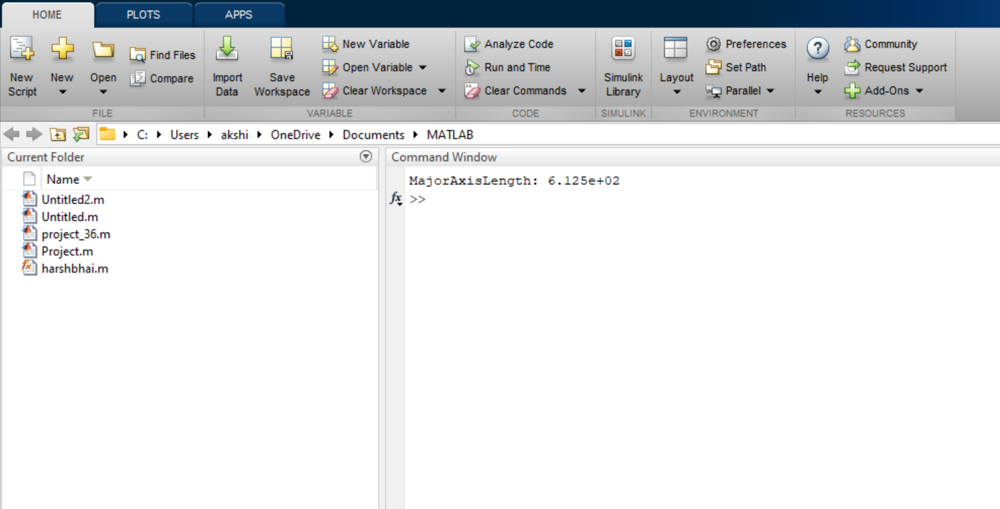 HOME PLOTS APPS
New Script
New
Open
Find Files
Compare
FILE
Import Data
Save Workspace
New Variable
Open Variable
Clear Workspace
VARIABLE
Analyze Code
Run and Time
Clear Commands
CODE
Simulink Library
SIMULINK
Layout
Preferences
Set Path
Parallel
ENVIRONMENT
? Help
Community
Request Support
Add-Ons
RESOURCES
C: Users akshi OneDrive Documents MATLAB
Current Folder
Name
Untitled2.m
Untitled.m
project_36.m
Project.m
harshbhai.m
Command Window
MajorAxisLength: 6.125e+02
fx >>